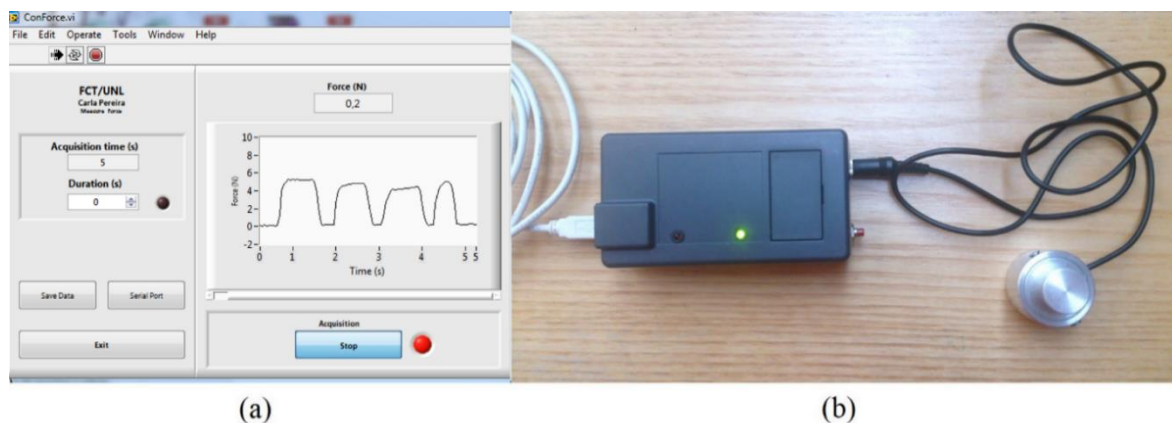 ConForce.vi
File Edit Operate Tools Window Help
FCT/UNL
Carla Pereira
Measure Force
Acquisition time (s)
5
Duration (s)
0
Save Data
Serial Port
Exit
Force (N)
0,2
10
8
6
4
2
0
-2
Force (N)
0 1 2 3 4 5 5
Time (s)
Acquisition
Stop
(a)
(b)